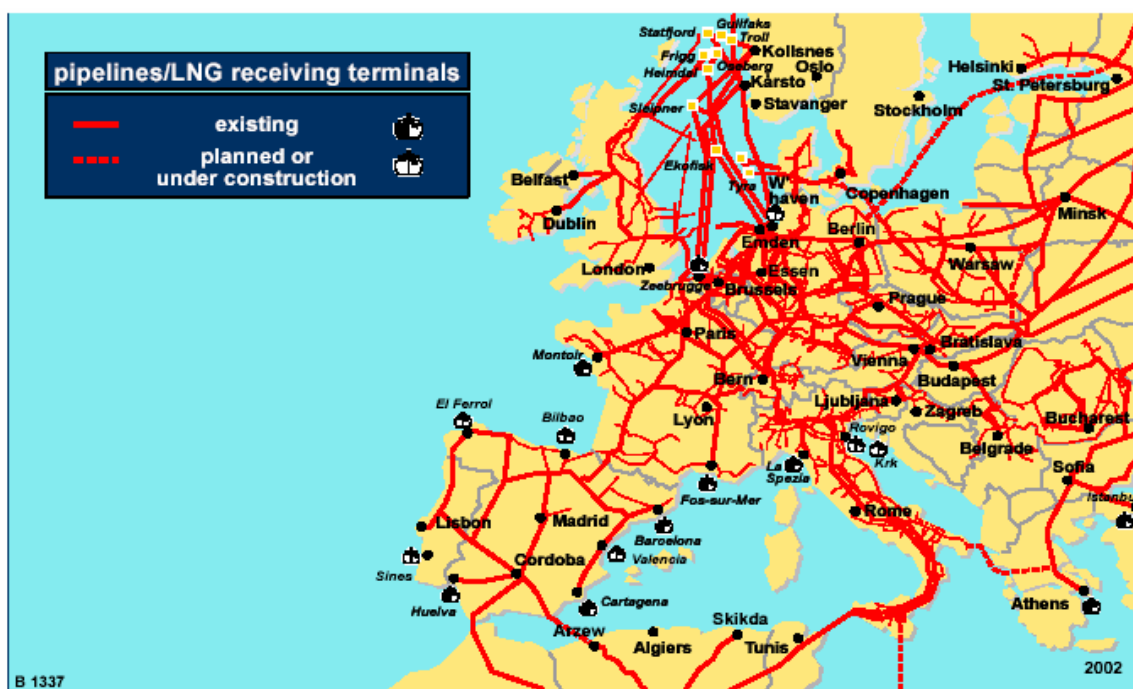 pipelines/LNG receiving terminals
existing
planned or
under construction
Statfjord
Gullfaks
Troll
Frigg
Oseberg
Heimdal
Kollsnes
Oslo
Kårsto
Stavanger
Sleipner
Helsinki
St. Petersburg
Stockholm
Ekofisk
Tyra
W'
haven
Copenhagen
Belfast
Dublin
Minsk
Emden
Berlin
London
Zeebrugge
Essen
Brussels
Warsaw
Prague
Paris
Montoir
Vienna
Bratislava
Bern
Budapest
Ljubljana
El Ferrol
Bilbao
Lyon
Zagreb
Bucharest
Rovigo
Belgrade
Krk
La
Spezia
Sofia
Fos-sur-Mer
Istanbu
Lisbon
Madrid
Barcelona
Rome
Valencia
Cordoba
Sines
Huelva
Cartagena
Athens
Arzew
Algiers
Skikda
Tunis
B 1337
2002